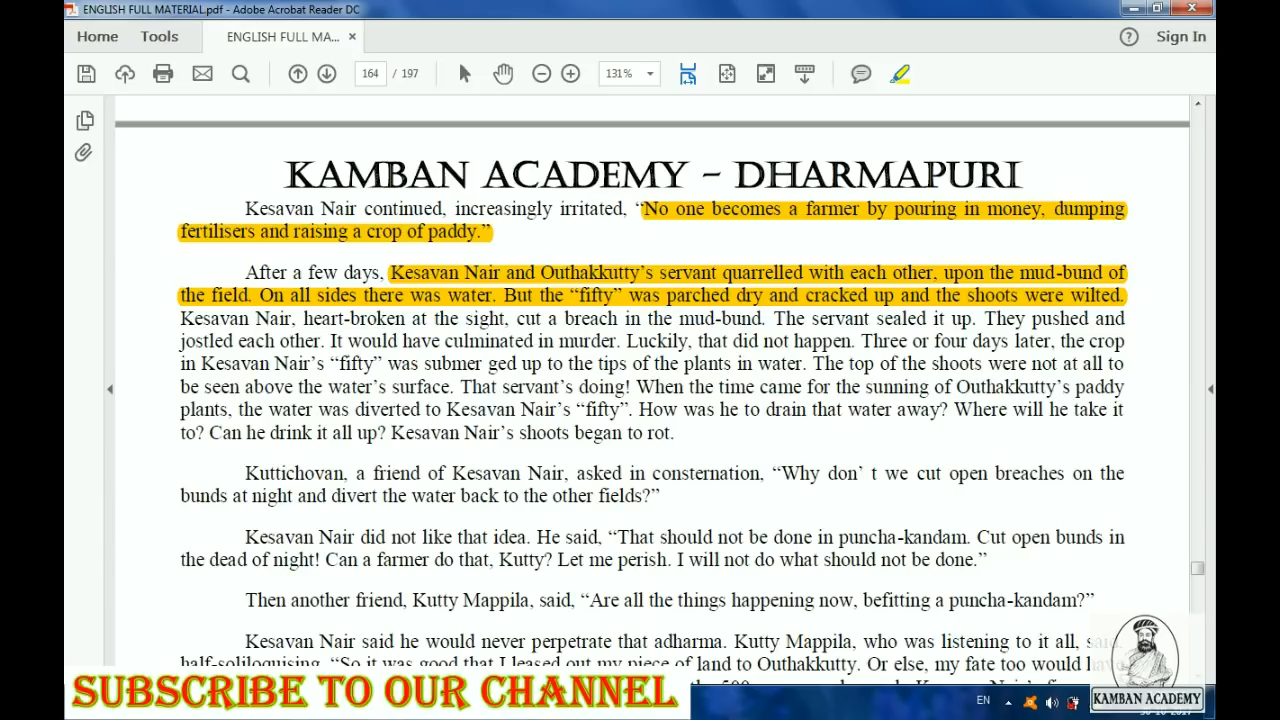 ENGLISH FULL MATERIAL.pdf - Adobe Acrobat Reader DC
Home Tools ENGLISH FULL MA... × Sign In
164 / 197 131%
KAMBAN ACADEMY – DHARMAPURI
Kesavan Nair continued, increasingly irritated, “No one becomes a farmer by pouring in money, dumping
fertilisers and raising a crop of paddy.”
After a few days, Kesavan Nair and Outhakkutty’s servant quarrelled with each other, upon the mud-bund of
the field. On all sides there was water. But the “fifty” was parched dry and cracked up and the shoots were wilted.
Kesavan Nair, heart-broken at the sight, cut a breach in the mud-bund. The servant sealed it up. They pushed and
jostled each other. It would have culminated in murder. Luckily, that did not happen. Three or four days later, the crop
in Kesavan Nair’s “fifty” was submer ged up to the tips of the plants in water. The top of the shoots were not at all to
be seen above the water’s surface. That servant’s doing! When the time came for the sunning of Outhakkutty’s paddy
plants, the water was diverted to Kesavan Nair’s “fifty”. How was he to drain that water away? Where will he take it
to? Can he drink it all up? Kesavan Nair’s shoots began to rot.
Kuttichovan, a friend of Kesavan Nair, asked in consternation, “Why don’ t we cut open breaches on the
bunds at night and divert the water back to the other fields?”
Kesavan Nair did not like that idea. He said, “That should not be done in puncha-kandam. Cut open bunds in
the dead of night! Can a farmer do that, Kutty? Let me perish. I will not do what should not be done.”
Then another friend, Kutty Mappila, said, “Are all the things happening now, befitting a puncha-kandam?”
Kesavan Nair said he would never perpetrate that adharma. Kutty Mappila, who was listening to it all,
half-soliloquising, “So it was good that I leased out my piece of land to Outhakkutty. Or else, my fate too would
SUBSCRIBE TO OUR CHANNEL
EN
KAMBAN ACADEMY